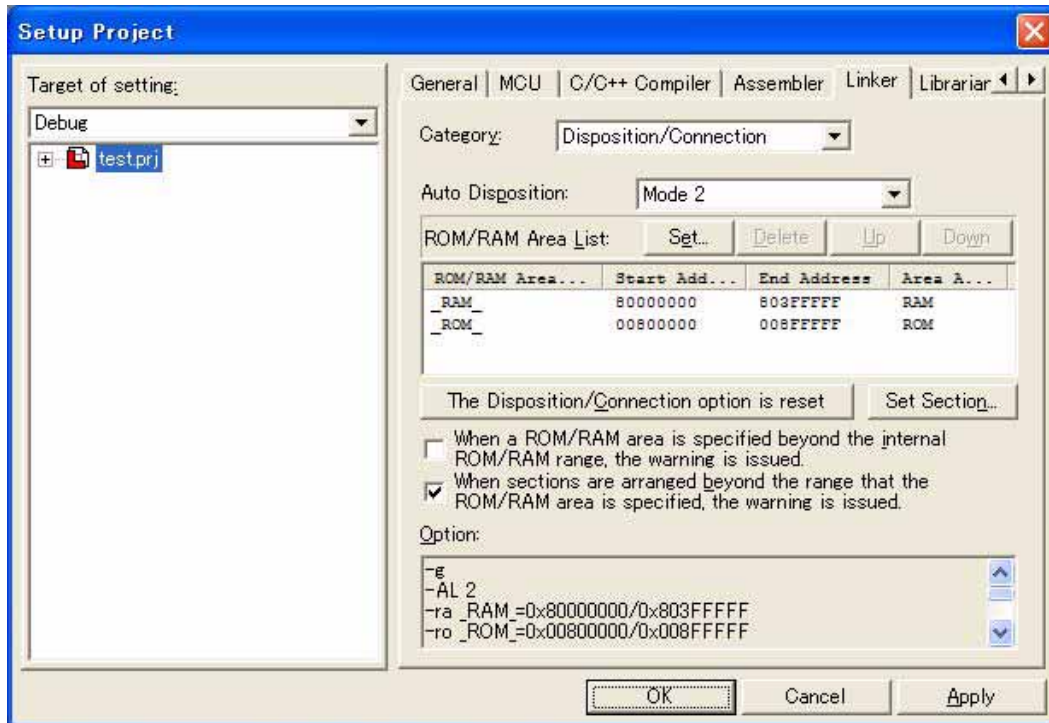 Setup Project
Target of setting:
Debug
test.prj
General MCU C/C++ Compiler Assembler Linker Librarian
Category: Disposition/Connection
Auto Disposition: Mode 2
ROM/RAM Area List: Set... Delete Up Down
ROM/RAM Area... Start Add... End Address Area A...
_RAM_ 80000000 803FFFFF RAM
_ROM_ 00800000 008FFFFF ROM
The Disposition/Connection option is reset Set Section...
When a ROM/RAM area is specified beyond the internal
ROM/RAM range, the warning is issued.
When sections are arranged beyond the range that the
ROM/RAM area is specified, the warning is issued.
Option:
-g
-AL 2
-ra _RAM_=0x80000000/0x803FFFFF
-ro _ROM_=0x00800000/0x008FFFFF
OK Cancel Apply